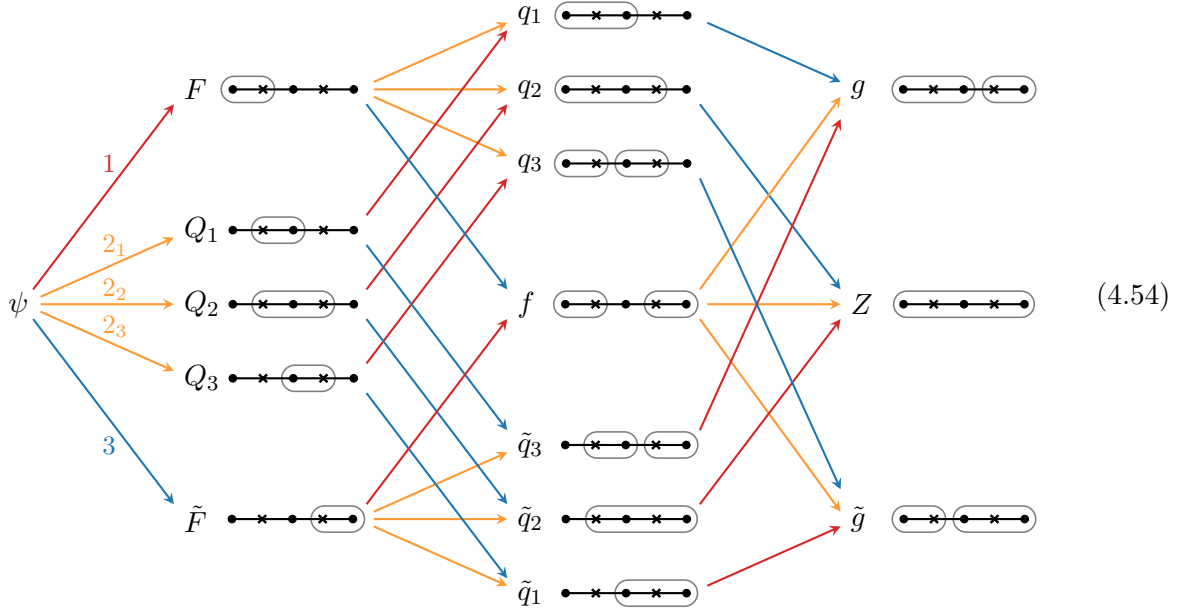 q₁
F
q₂
g
q₃
1
Q₁
2₁
2₂
ψ
Q₂
f
Z
(4.54)
2₃
Q₃
3
q̃₃
F̃
q̃₂
g̃
q̃₁